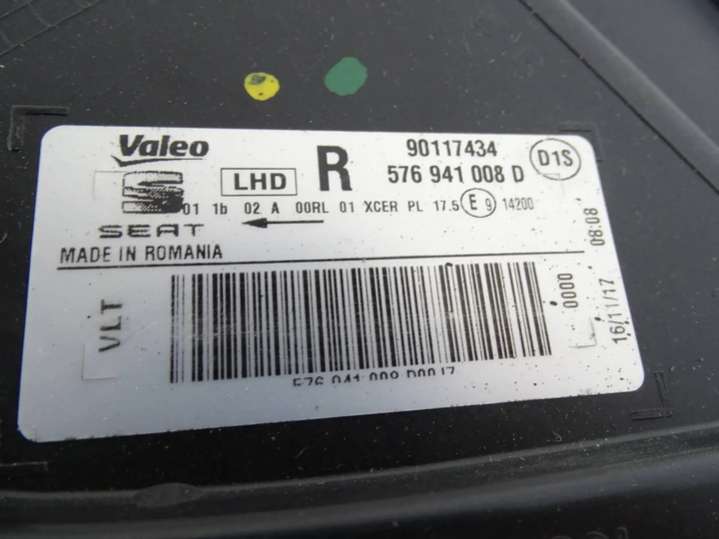 Valeo
90117434
LHD R 576 941 008 D D1S
01 1b 02 A 00RL 01 XCER PL 17.5 E 9 14200
SEAT
MADE IN ROMANIA
VLT
0000
16/11/17 08:08